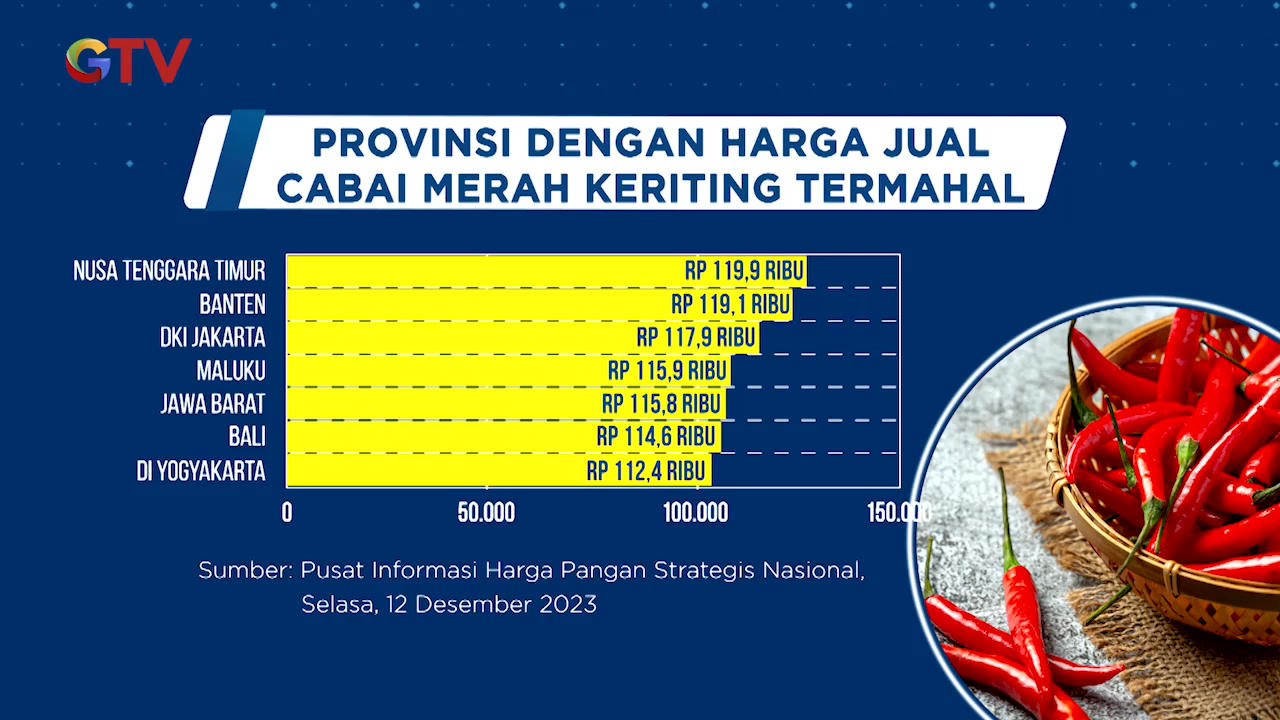 GTV
PROVINSI DENGAN HARGA JUAL
CABAI MERAH KERITING TERMAHAL
NUSA TENGGARA TIMUR RP 119,9 RIBU
BANTEN RP 119,1 RIBU
DKI JAKARTA RP 117,9 RIBU
MALUKU RP 115,9 RIBU
JAWA BARAT RP 115,8 RIBU
BALI RP 114,6 RIBU
DI YOGYAKARTA RP 112,4 RIBU
0 50.000 100.000 150.000
Sumber: Pusat Informasi Harga Pangan Strategis Nasional,
Selasa, 12 Desember 2023